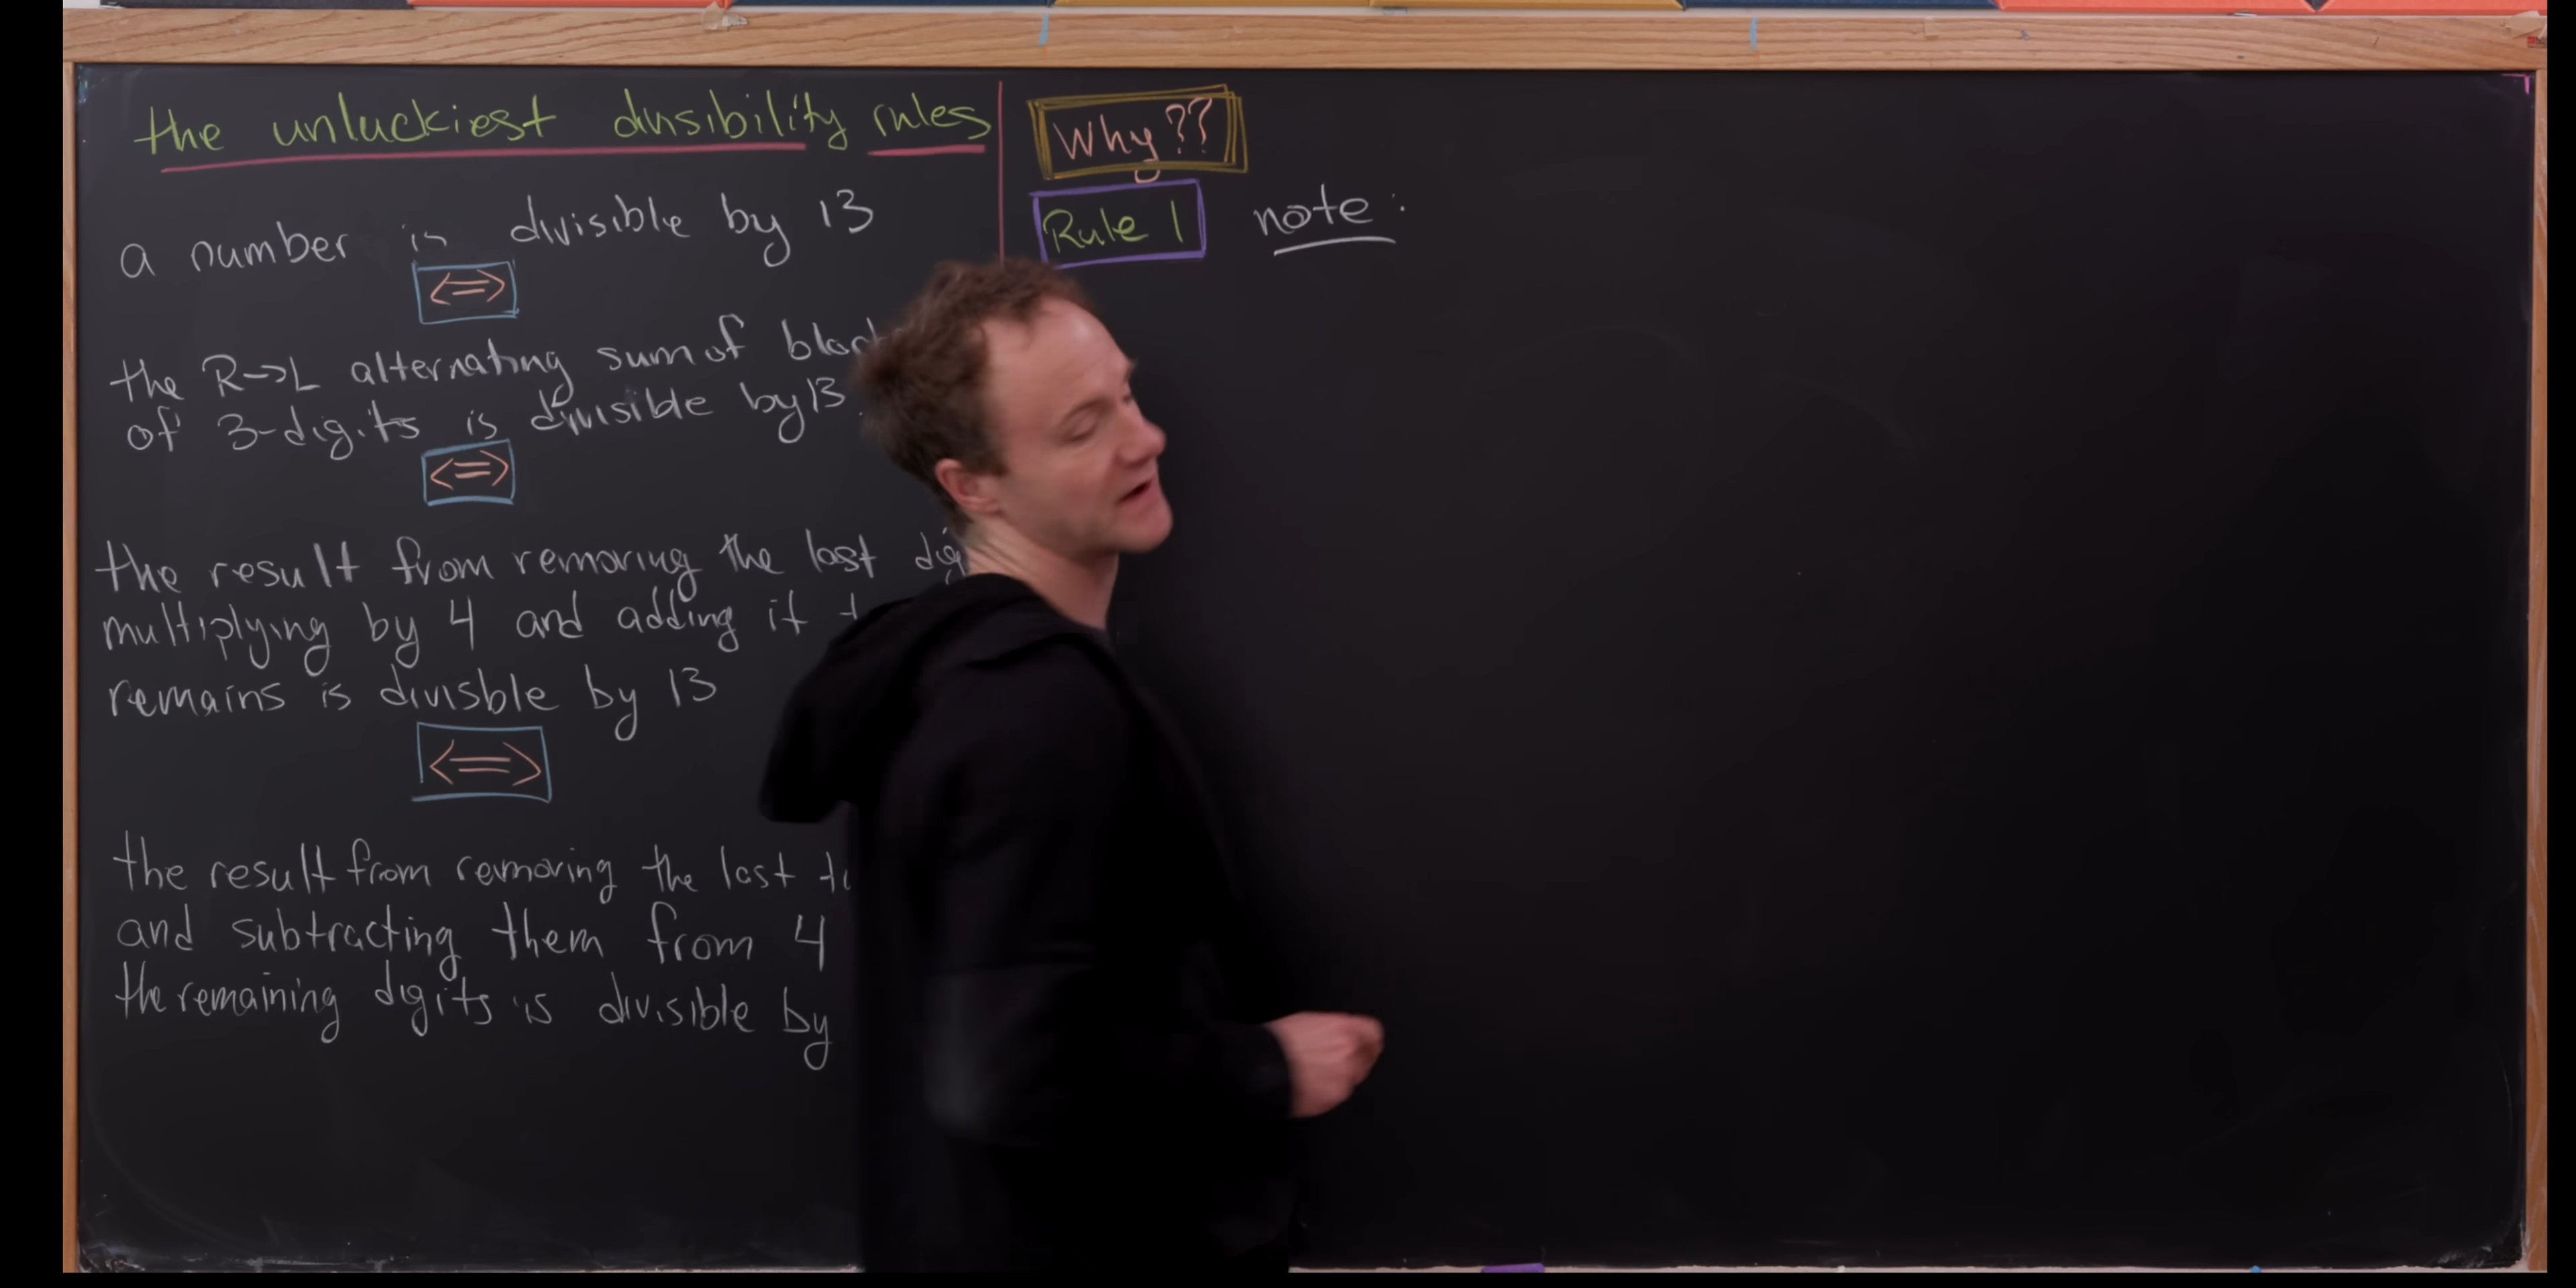 the unluckiest divisibility rules
a number is divisible by 13
<=>
the R→L alternating sum of
of 3-digits is divisible by 13.
<=>
the result from removing the last
multiplying by 4 and adding it
remains is divisble by 13
<=>
the result from removing the last
and subtracting them from 4
the remaining digits is divisible by
Why??
Rule 1 note: